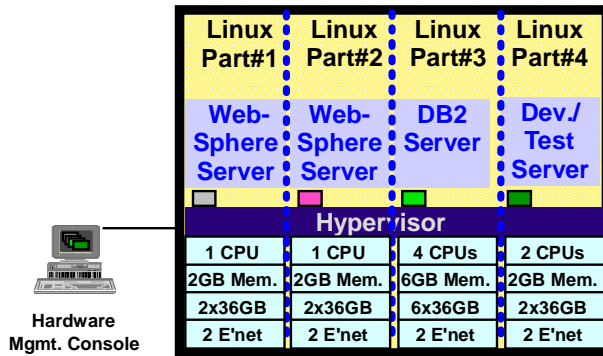 Linux Part#1
Linux Part#2
Linux Part#3
Linux Part#4
Web-
Sphere
Server
Web-
Sphere
Server
DB2
Server
Dev./
Test
Server
Hypervisor
1 CPU
1 CPU
4 CPUs
2 CPUs
2GB Mem.
2GB Mem.
6GB Mem.
2GB Mem.
2x36GB
2x36GB
6x36GB
2x36GB
2 E'net
2 E'net
2 E'net
2 E'net
Hardware
Mgmt. Console